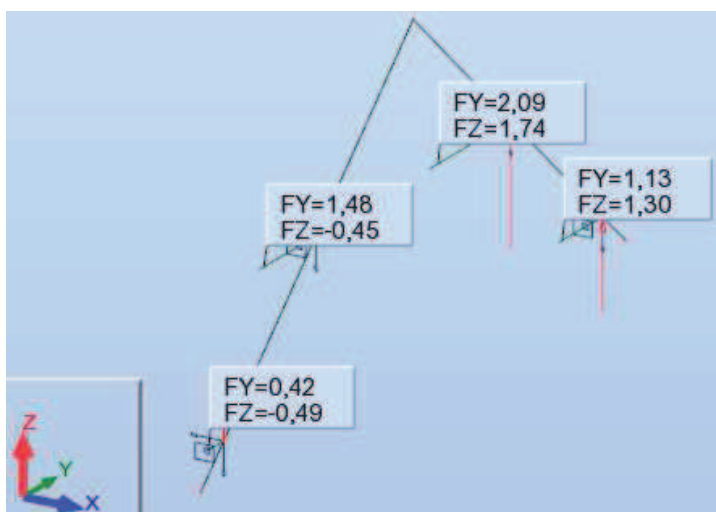 FY=2,09
FZ=1,74
FY=1,13
FZ=1,30
FY=1,48
FZ=-0,45
FY=0,42
FZ=-0,49
Z
Y
X